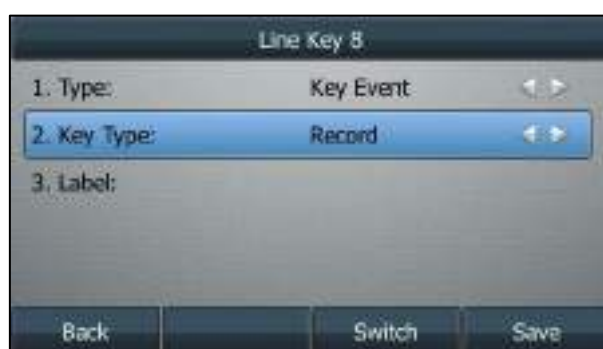 Line Key 8
1. Type: Key Event
2. Key Type: Record
3. Label:
Back Switch Save